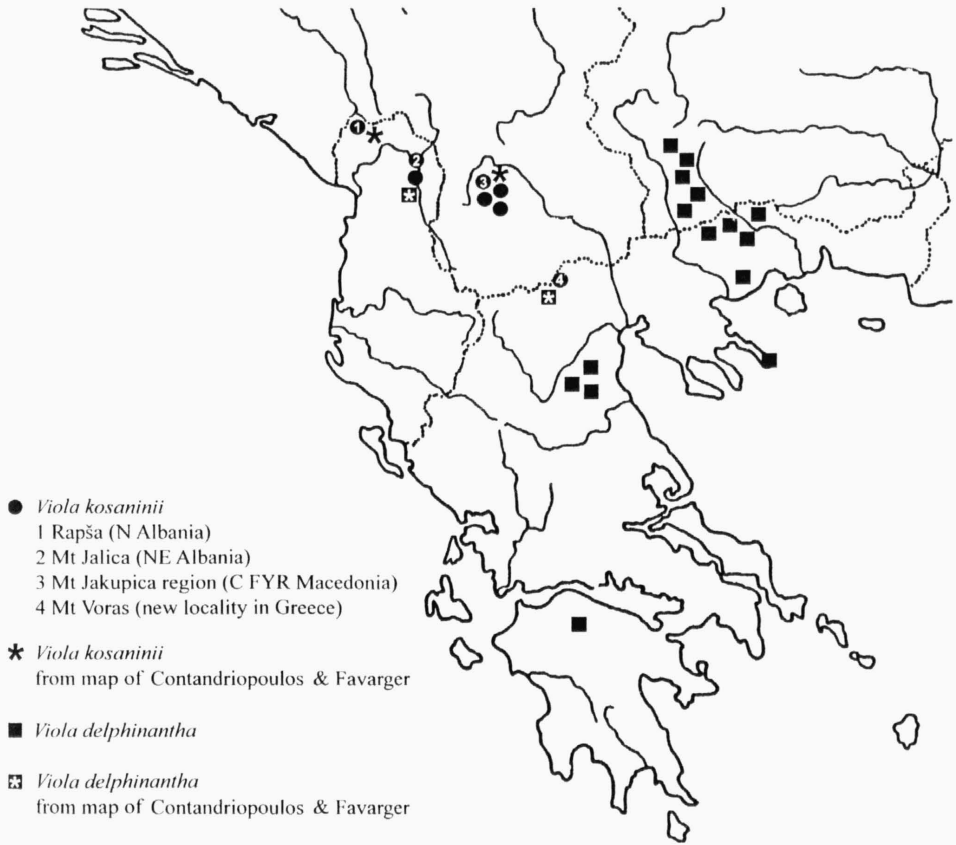 1
2
3
4
Viola kosaninii
1 Rapša (N Albania)
2 Mt Jalica (NE Albania)
3 Mt Jakupica region (C FYR Macedonia)
4 Mt Voras (new locality in Greece)
Viola kosaninii
from map of Contandriopoulos & Favarger
Viola delphinantha
Viola delphinantha
from map of Contandriopoulos & Favarger